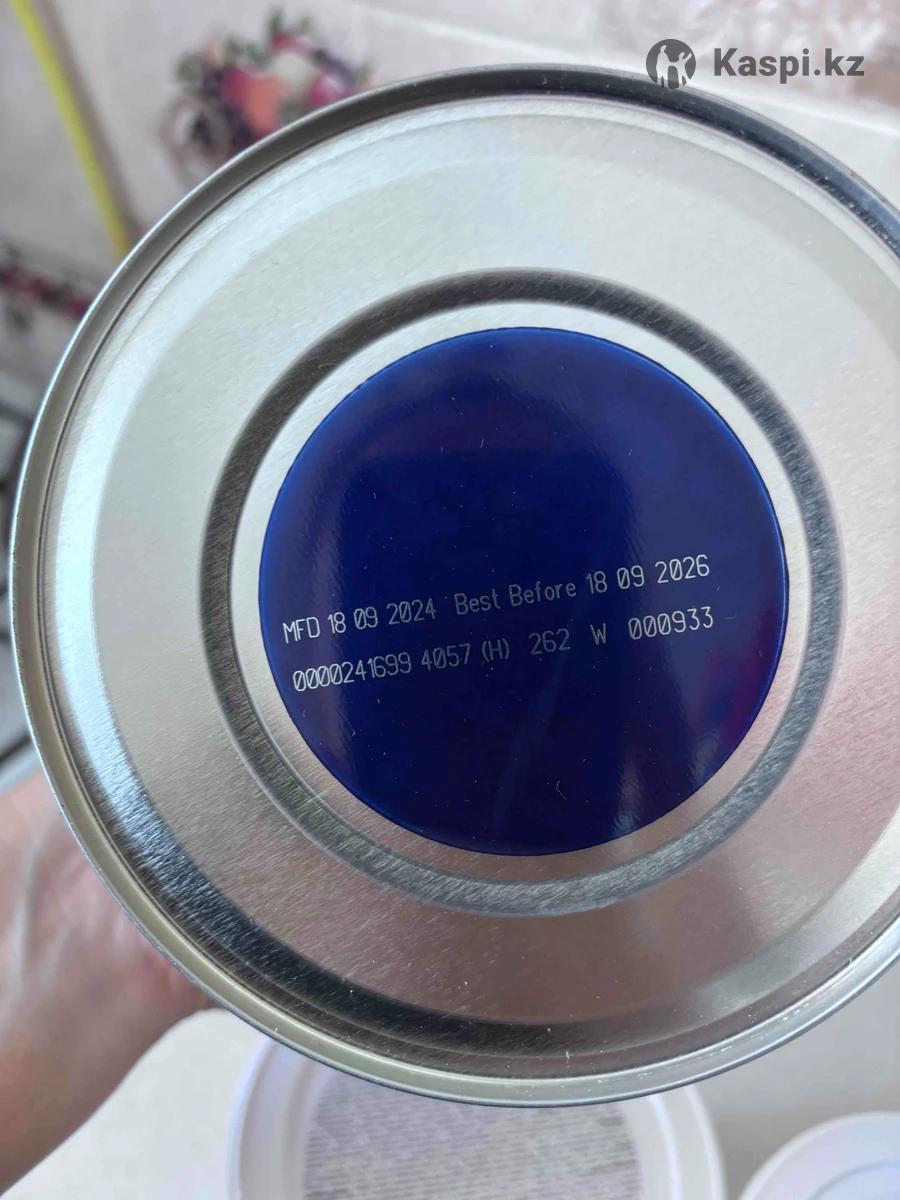 Kaspi.kz
MFD 18 09 2024 Best Before 18 09 2026
0000241699 4057 (H) 262 W 000933